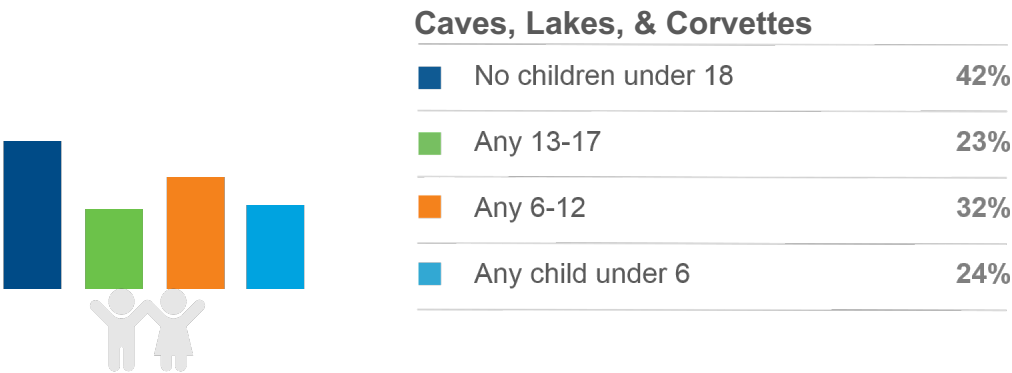 Caves, Lakes, & Corvettes
No children under 18 42%
Any 13-17 23%
Any 6-12 32%
Any child under 6 24%